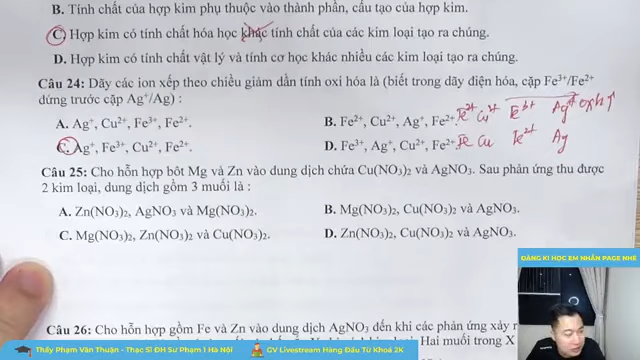 B. Tính chất của hợp kim phụ thuộc vào thành phần, cấu tạo của hợp kim.
C. Hợp kim có tính chất hóa học khác tính chất của các kim loại tạo ra chúng.
D. Hợp kim có tính chất vật lý và tính cơ học khác nhiều các kim loại tạo ra chúng.
Câu 24: Dãy các ion xếp theo chiều giảm dần tính oxi hóa là (biết trong dãy điện hóa, cặp Fe³⁺/Fe²⁺
đứng trước cặp Ag⁺/Ag) :
Fe²⁺ Cu²⁺ Fe³⁺ Ag⁺ oxh ↑
A. Ag⁺, Cu²⁺, Fe³⁺, Fe²⁺. B. Fe²⁺, Cu²⁺, Ag⁺, Fe²⁺.
Fe Cu Fe²⁺ Ag
C. Ag⁺, Fe³⁺, Cu²⁺, Fe²⁺. D. Fe³⁺, Ag⁺, Cu²⁺, Fe²⁺.
Câu 25: Cho hỗn hợp bột Mg và Zn vào dung dịch chứa Cu(NO₃)₂ và AgNO₃. Sau phản ứng thu được
2 kim loại, dung dịch gồm 3 muối là :
A. Zn(NO₃)₂, AgNO₃ và Mg(NO₃)₂. B. Mg(NO₃)₂, Cu(NO₃)₂ và AgNO₃.
C. Mg(NO₃)₂, Zn(NO₃)₂ và Cu(NO₃)₂. D. Zn(NO₃)₂, Cu(NO₃)₂ và AgNO₃.
ĐĂNG KÍ HỌC EM NHẮN PAGE NHÉ
Câu 26: Cho hỗn hợp gồm Fe và Zn vào dung dịch AgNO₃ đến khi các phản ứng xảy
Hai muối trong X
Thầy Phạm Văn Thuận - Thạc Sĩ ĐH Sư Phạm 1 Hà Nội
GV Livestream Hàng Đầu Từ Khoá 2K